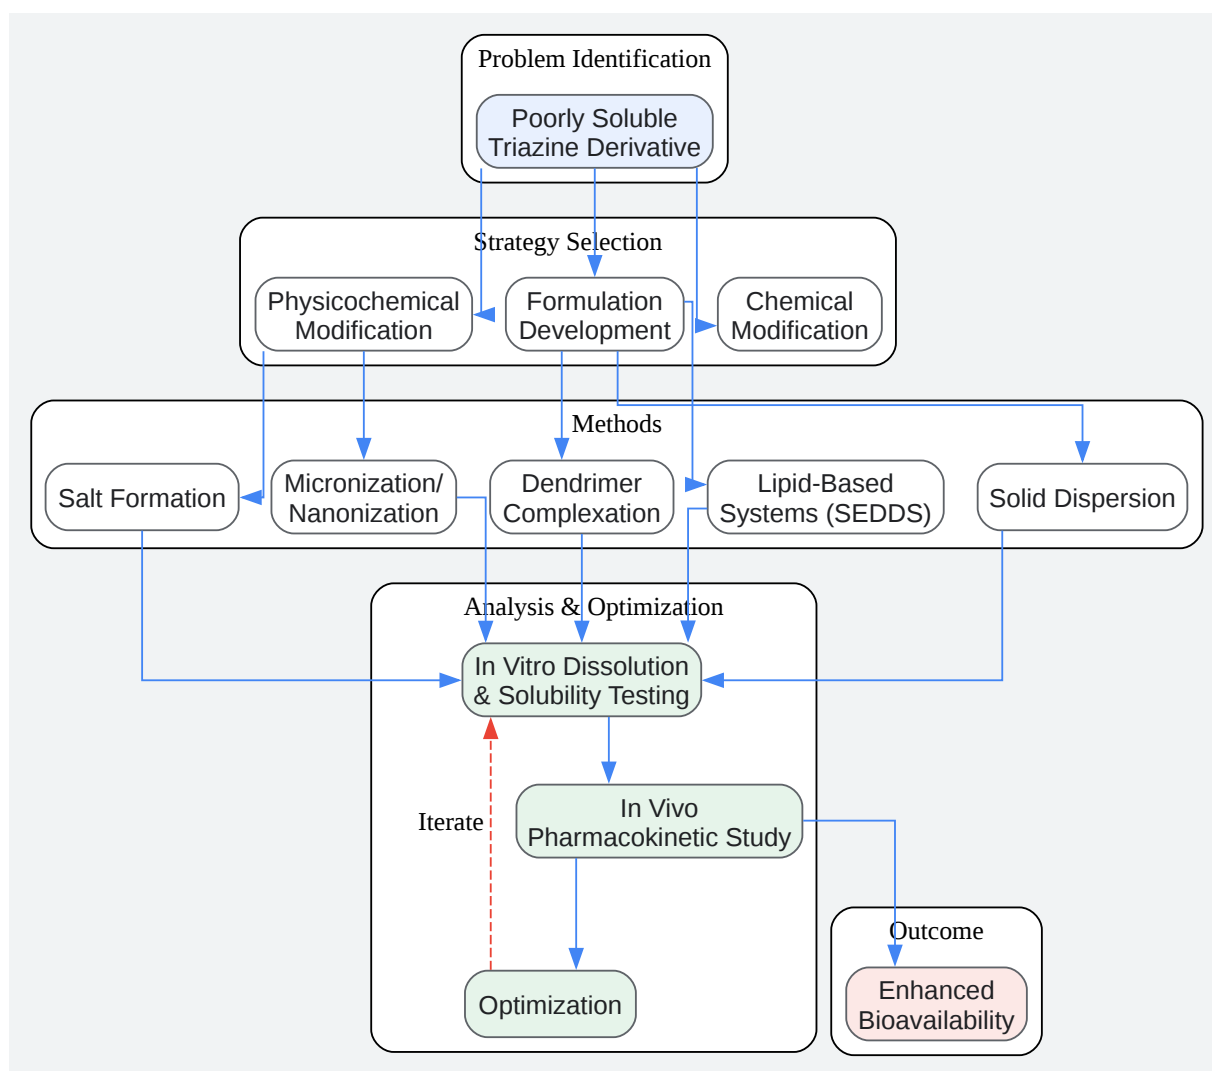 Problem Identification
Poorly Soluble
Triazine Derivative
Strategy Selection
Physicochemical
Modification
Formulation
Development
Chemical
Modification
Methods
Salt Formation
Micronization/
Nanonization
Dendrimer
Complexation
Lipid-Based
Systems (SEDDS)
Solid Dispersion
Analysis & Optimization
In Vitro Dissolution
& Solubility Testing
In Vivo
Pharmacokinetic Study
Iterate
Optimization
Outcome
Enhanced
Bioavailability